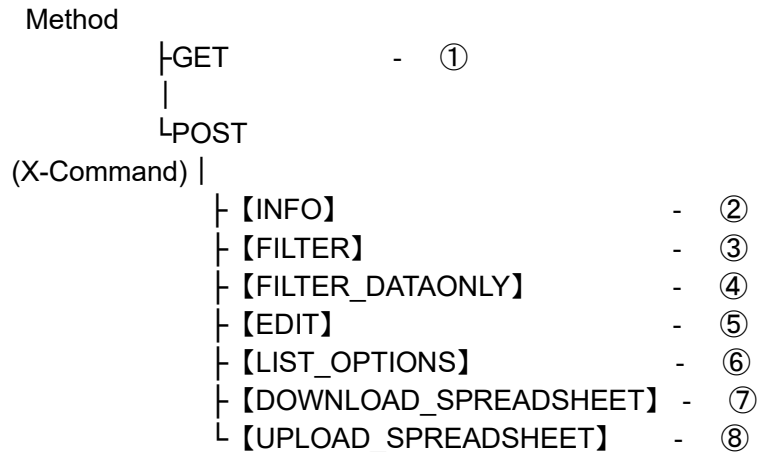 Method
├GET - ①
│
└POST
(X-Command)│
├【INFO】 - ②
├【FILTER】 - ③
├【FILTER_DATAONLY】 - ④
├【EDIT】 - ⑤
├【LIST_OPTIONS】 - ⑥
├【DOWNLOAD_SPREADSHEET】 - ⑦
└【UPLOAD_SPREADSHEET】 - ⑧